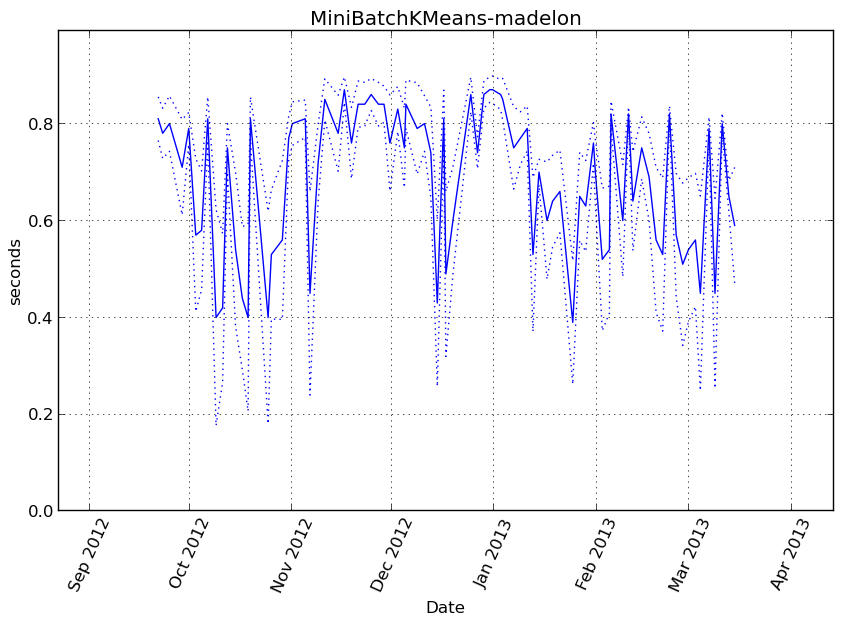 MiniBatchKMeans-madelon
seconds
0.8
0.6
0.4
0.2
0.0
Sep 2012
Oct 2012
Nov 2012
Dec 2012
Jan 2013
Feb 2013
Mar 2013
Apr 2013
Date